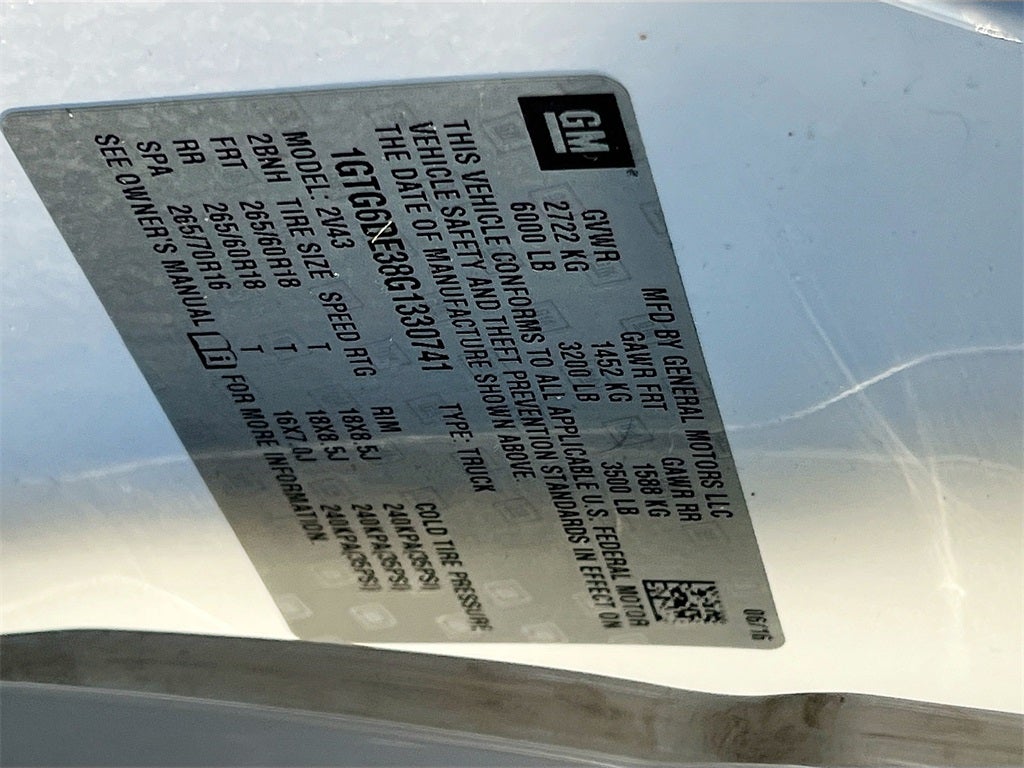 GM
MFD BY GENERAL MOTORS LLC 06/16
GVWR GAWR FRT GAWR RR
2722 KG 1452 KG 1588 KG
6000 LB 3200 LB 3500 LB
THIS VEHICLE CONFORMS TO ALL APPLICABLE U.S. FEDERAL MOTOR
VEHICLE SAFETY AND THEFT PREVENTION STANDARDS IN EFFECT ON
THE DATE OF MANUFACTURE SHOWN ABOVE.
1GTG6DE38G1330741 TYPE: TRUCK
MODEL: 2V43
2BNH TIRE SIZE SPEED RTG RIM COLD TIRE PRESSURE
FRT 265/60R18 T 18X8.5J 240KPA(35PSI)
RR 265/60R18 T 18X8.5J 240KPA(35PSI)
SPA 265/70R16 T 16X7.0J 240KPA(35PSI)
SEE OWNER'S MANUAL i FOR MORE INFORMATION.